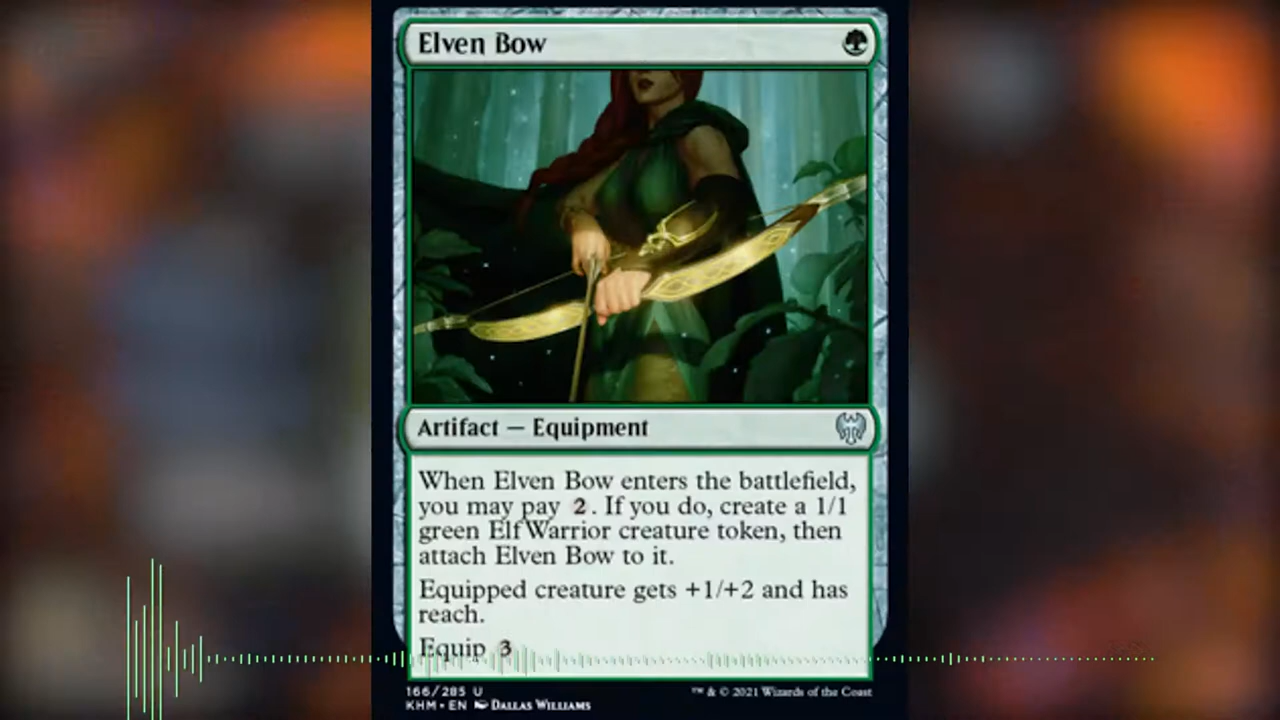 Elven Bow
Artifact — Equipment
When Elven Bow enters the battlefield,
you may pay 2. If you do, create a 1/1
green Elf Warrior creature token, then
attach Elven Bow to it.
Equipped creature gets +1/+2 and has
reach.
Equip 3
166/285 U
™ & © 2021 Wizards of the Coast
KHM • EN DALLAS WILLIAMS